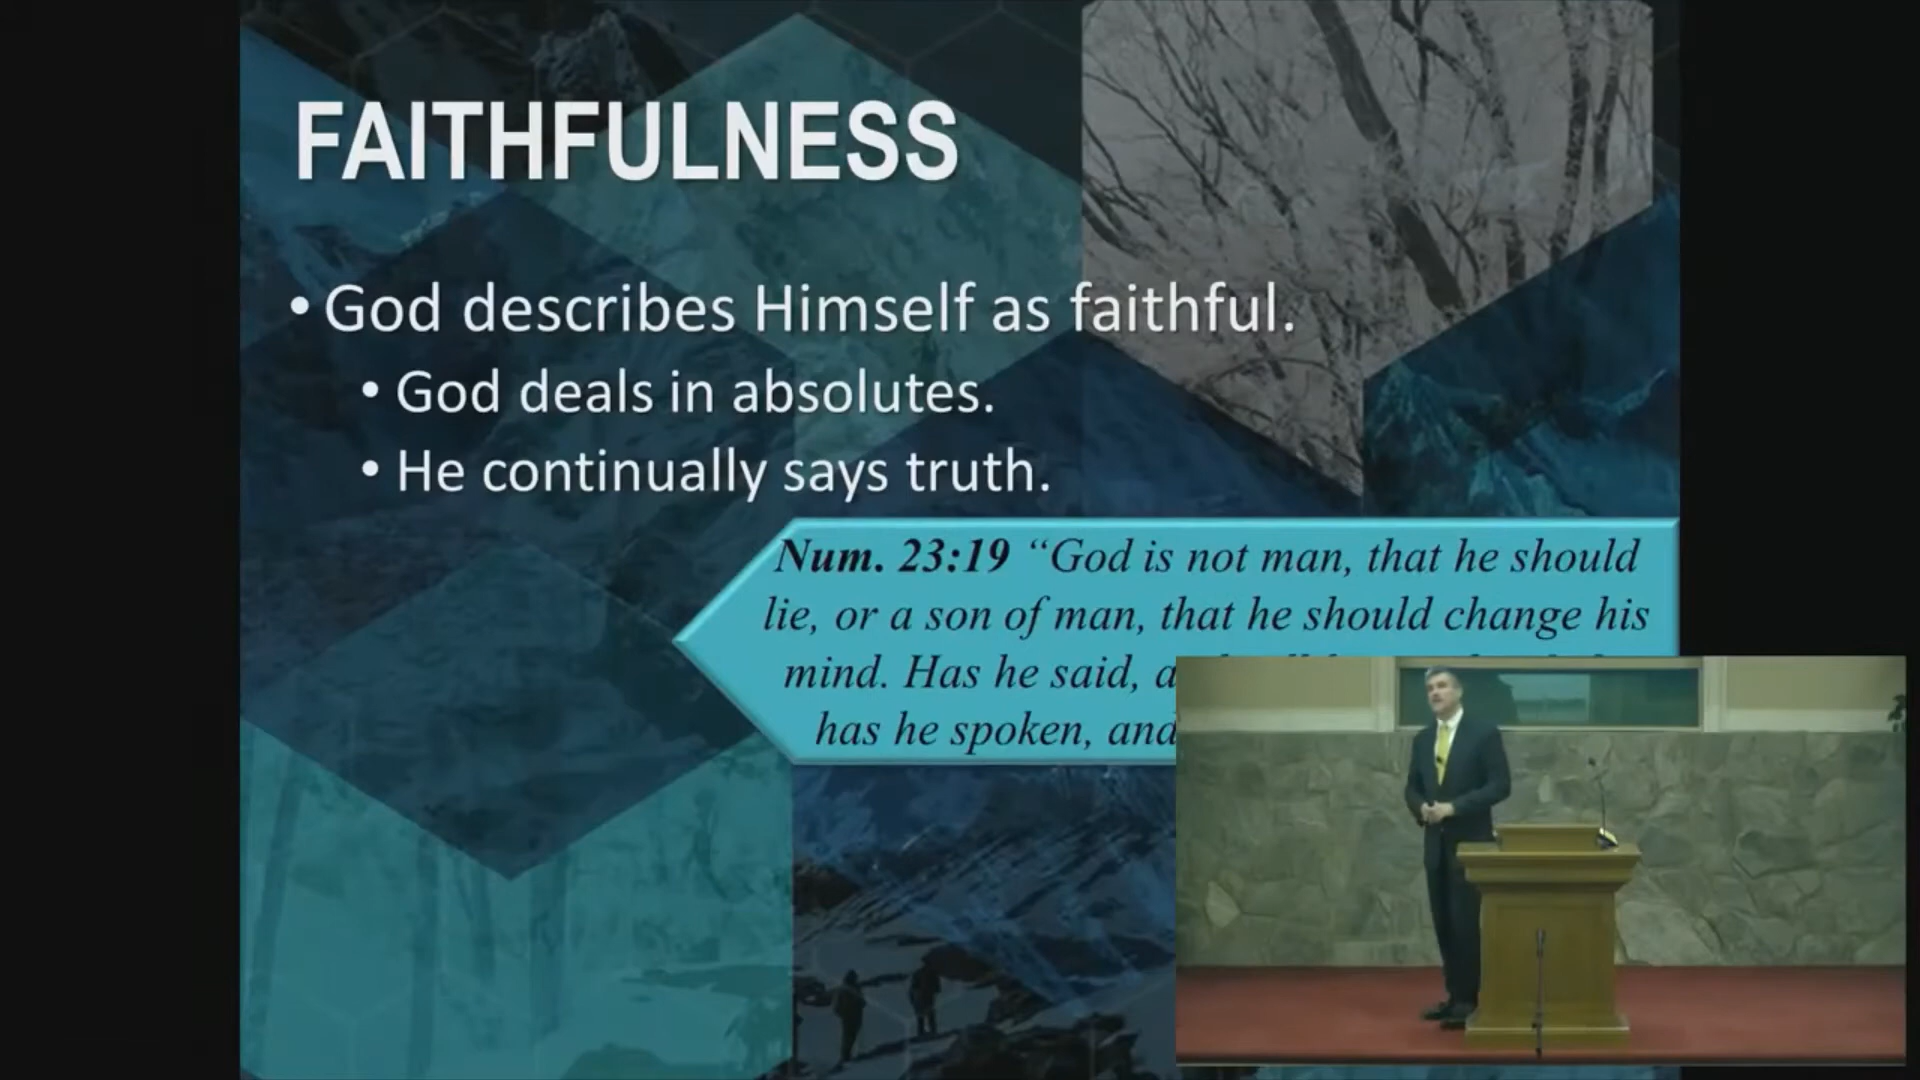 FAITHFULNESS
• God describes Himself as faithful.
• God deals in absolutes.
• He continually says truth.
Num. 23:19 “God is not man, that he should
lie, or a son of man, that he should change his
mind. Has he said,
has he spoken, and